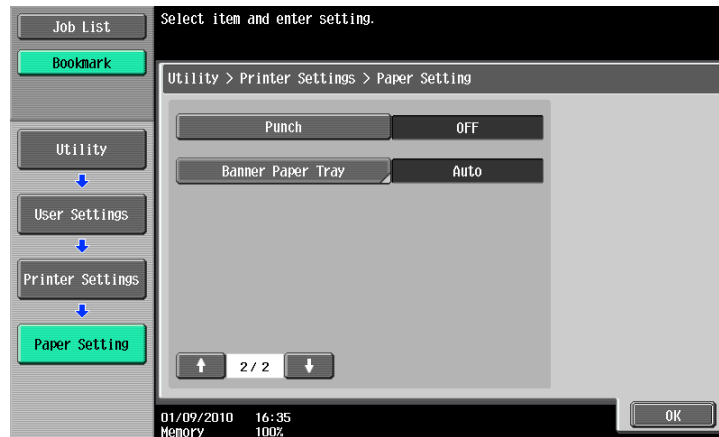 Job List
Bookmark
Select item and enter setting.
Utility > Printer Settings > Paper Setting
Utility
User Settings
Printer Settings
Paper Setting
Punch OFF
Banner Paper Tray Auto
2/2
01/09/2010 16:35
Memory 100%
OK